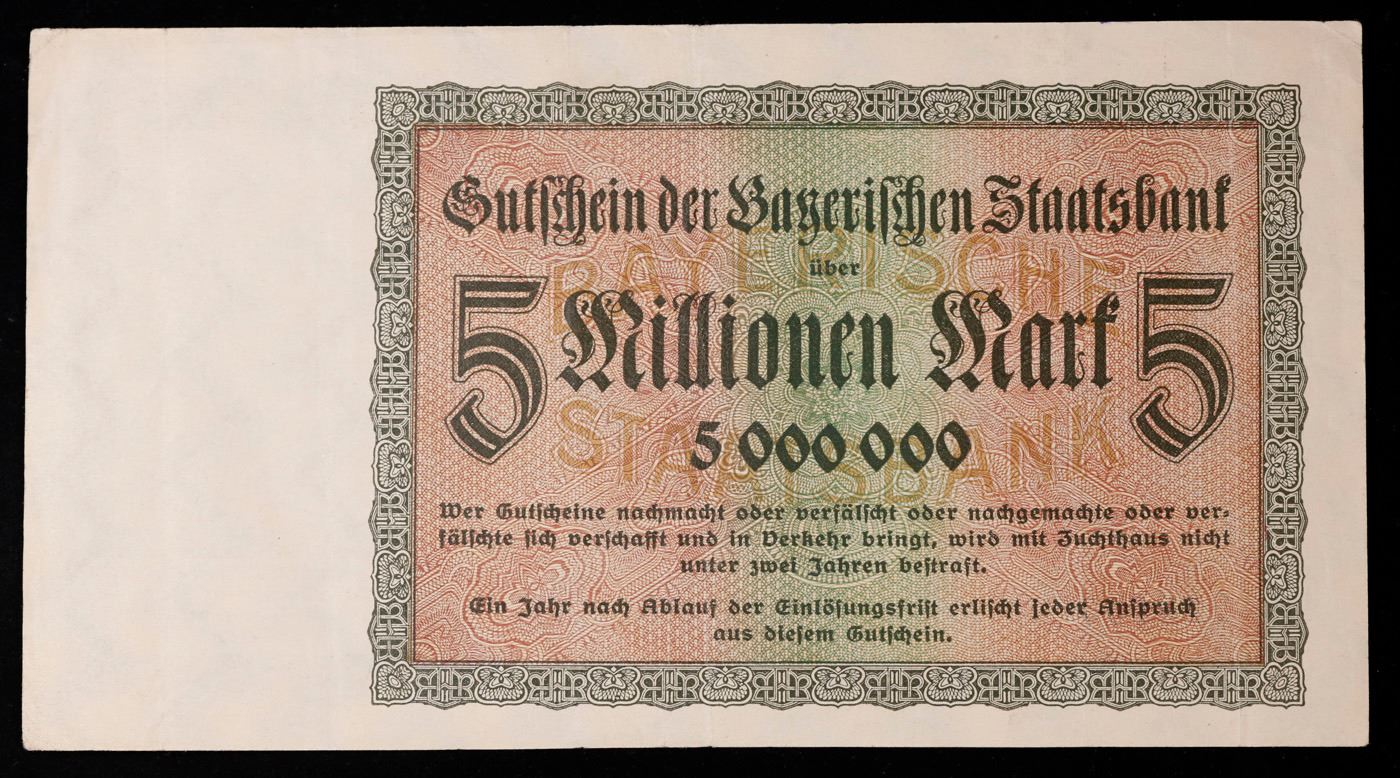 Gutschein der Bayerischen Staatsbank
über
5 Millionen Mark 5
5 000 000
BAYERISCHE
STAATSBANK
Wer Gutscheine nachmacht oder verfälscht oder nachgemachte oder ver-
fälschte sich verschafft und in Verkehr bringt, wird mit Zuchthaus nicht
unter zwei Jahren bestraft.
Ein Jahr nach Ablauf der Einlösungsfrist erlischt jeder Anspruch
aus diesem Gutschein.